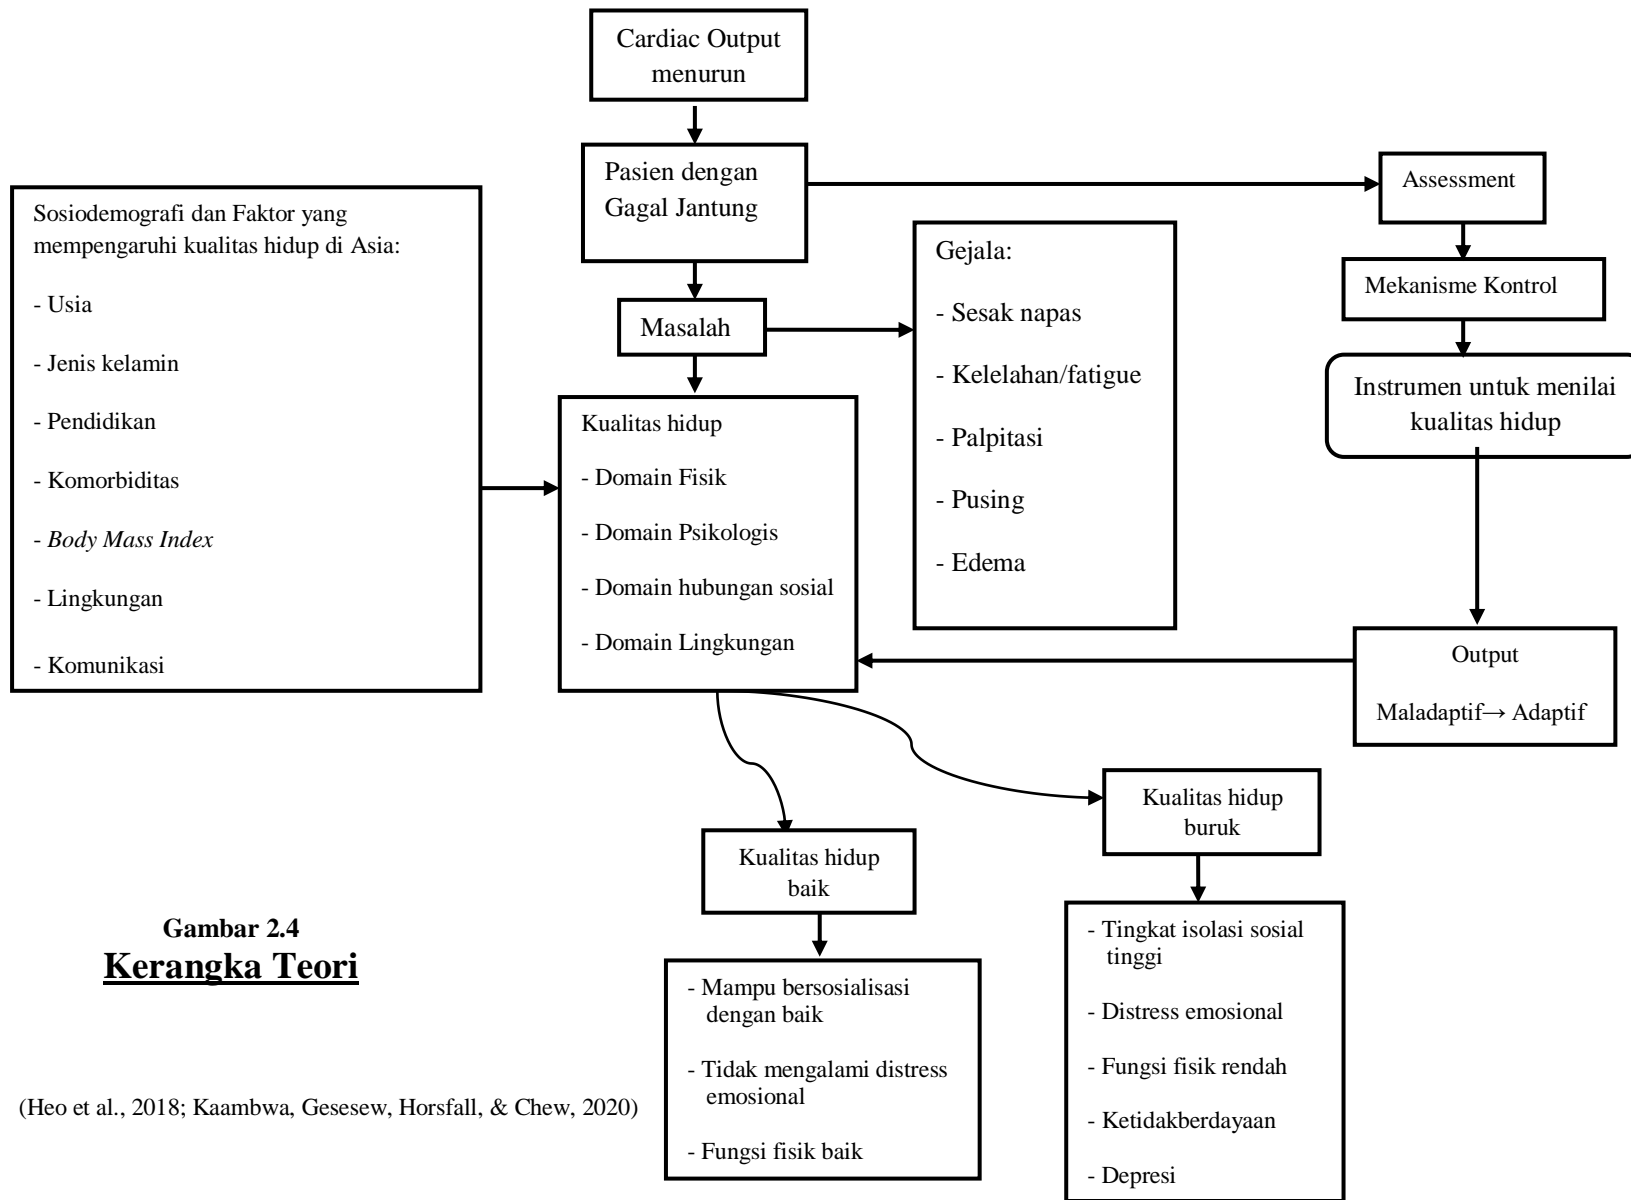 Cardiac Output
menurun
Pasien dengan
Gagal Jantung
Assessment
Sosiodemografi dan Faktor yang
mempengaruhi kualitas hidup di Asia:
- Usia
- Jenis kelamin
- Pendidikan
- Komorbiditas
- Body Mass Index
- Lingkungan
- Komunikasi
Masalah
Gejala:
- Sesak napas
- Kelelahan/fatigue
- Palpitasi
- Pusing
- Edema
Mekanisme Kontrol
Instrumen untuk menilai
kualitas hidup
Kualitas hidup
- Domain Fisik
- Domain Psikologis
- Domain hubungan sosial
- Domain Lingkungan
Output
Maladaptif→ Adaptif
Kualitas hidup
buruk
Kualitas hidup
baik
- Tingkat isolasi sosial
tinggi
- Distress emosional
- Fungsi fisik rendah
- Ketidakberdayaan
- Depresi
- Mampu bersosialisasi
dengan baik
- Tidak mengalami distress
emosional
- Fungsi fisik baik
Gambar 2.4
Kerangka Teori
(Heo et al., 2018; Kaambwa, Gesesew, Horsfall, & Chew, 2020)